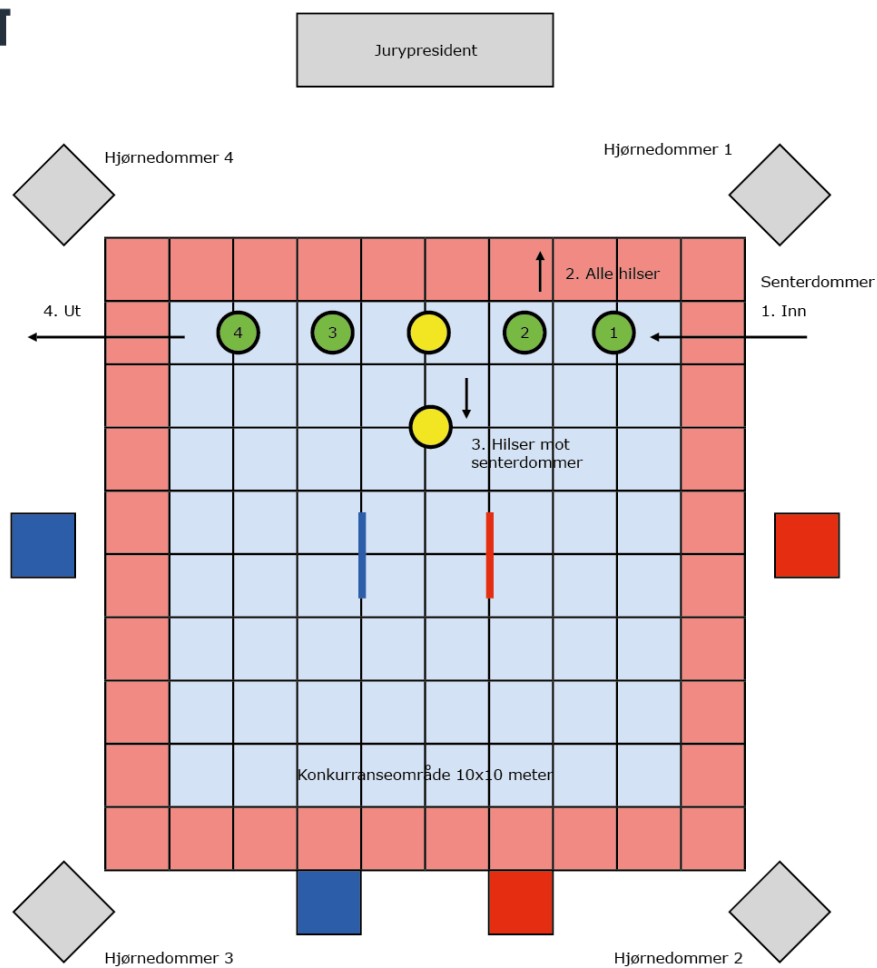 Jurypresident
Hjørnedommer 4
Hjørnedommer 1
2. Alle hilser
Senterdommer
4. Ut
1. Inn
4
3
2
1
3. Hilser mot
senterdommer
Konkurranseområde 10x10 meter
Hjørnedommer 3
Hjørnedommer 2